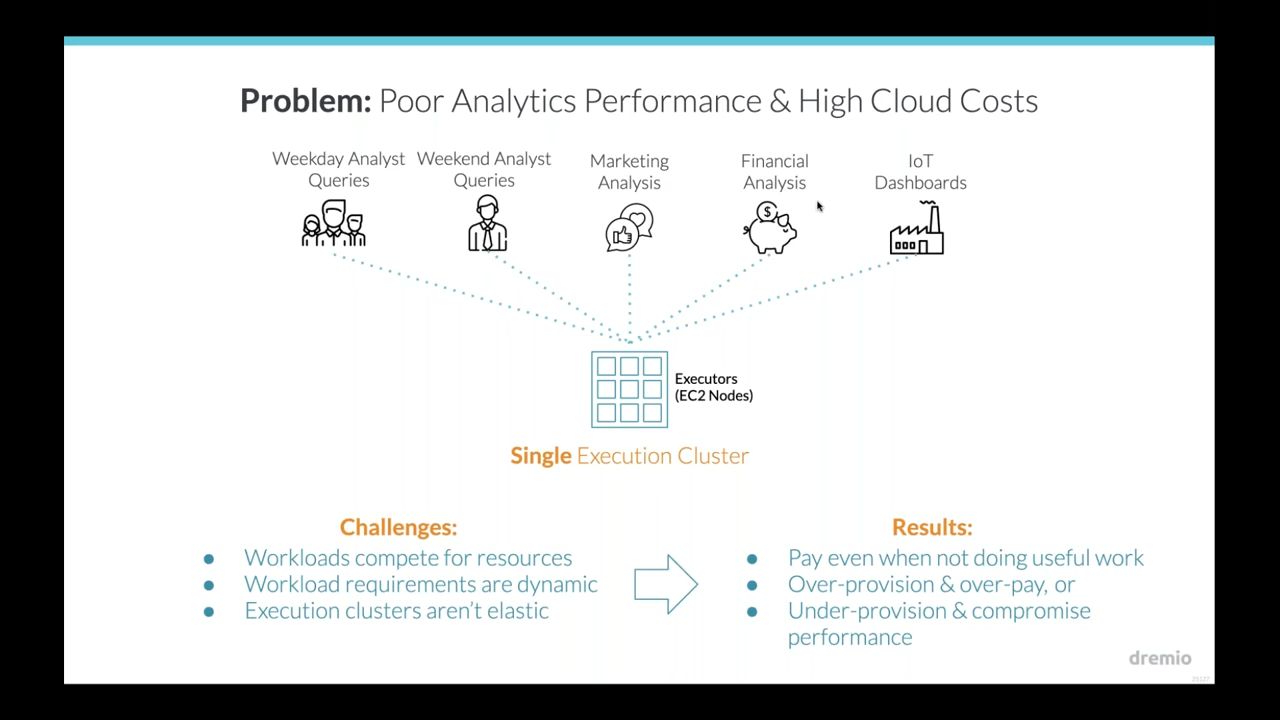 Problem: Poor Analytics Performance & High Cloud Costs
Weekday Analyst
Queries
Weekend Analyst
Queries
Marketing
Analysis
Financial
Analysis
IoT
Dashboards
$
Executors
(EC2 Nodes)
Single Execution Cluster
Challenges:
● Workloads compete for resources
● Workload requirements are dynamic
● Execution clusters aren't elastic
Results:
● Pay even when not doing useful work
● Over-provision & over-pay, or
● Under-provision & compromise
performance
dremio